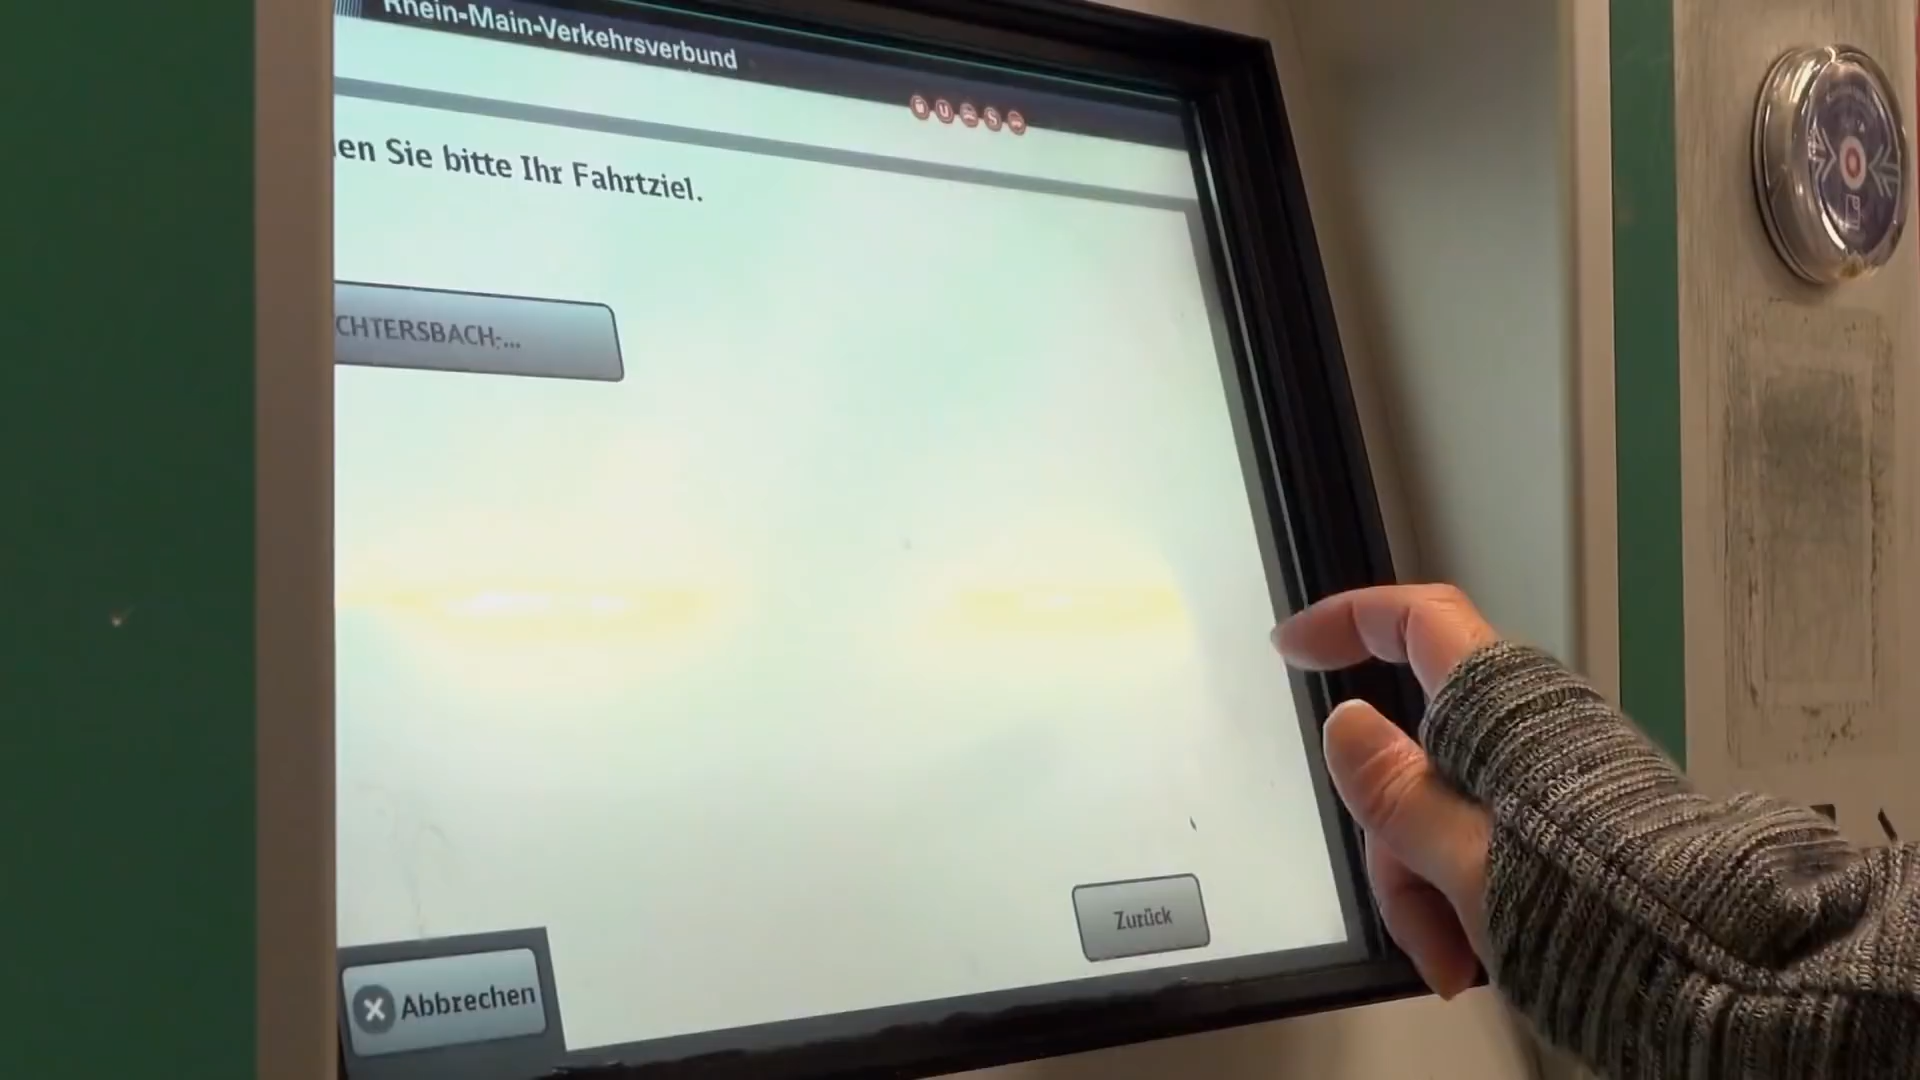 Rhein-Main-Verkehrsverbund
en Sie bitte Ihr Fahrtziel.
CHTERSBACH-...
Zurück
Abbrechen